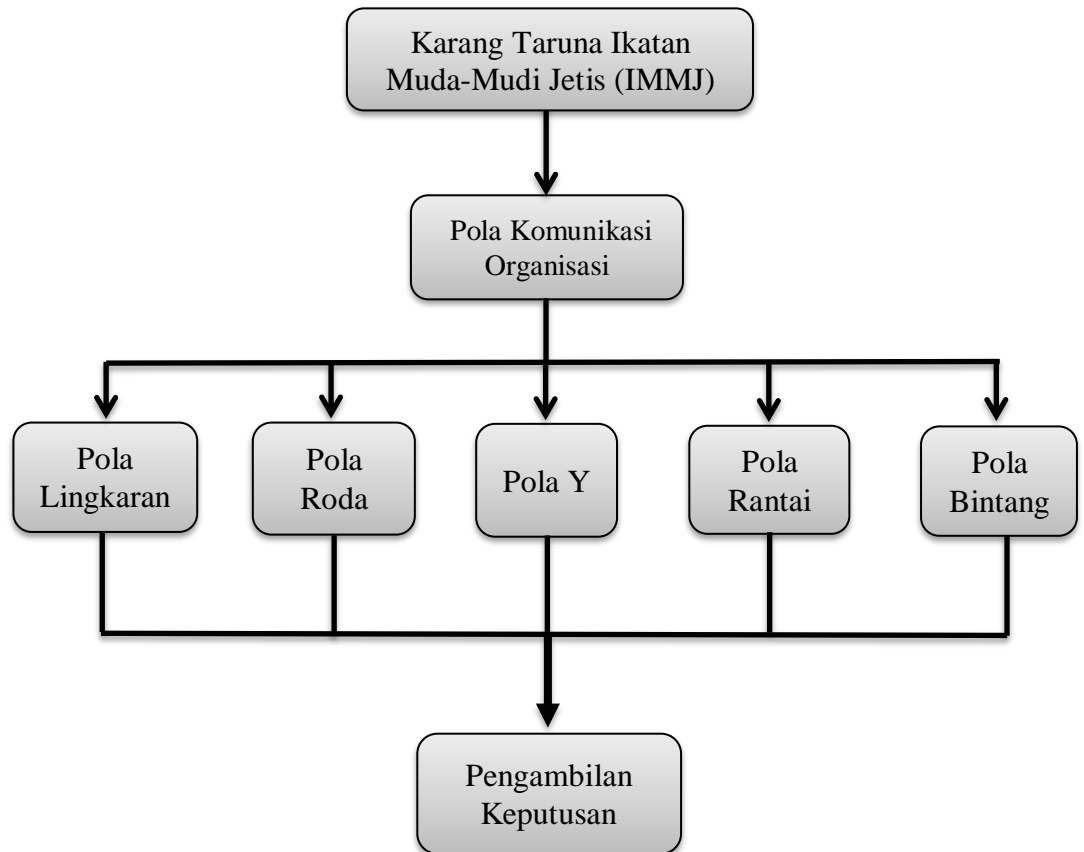 Karang Taruna Ikatan
Muda-Mudi Jetis (IMMJ)
Pola Komunikasi
Organisasi
Pola
Lingkaran
Pola
Roda
Pola Y
Pola
Rantai
Pola
Bintang
Pengambilan
Keputusan